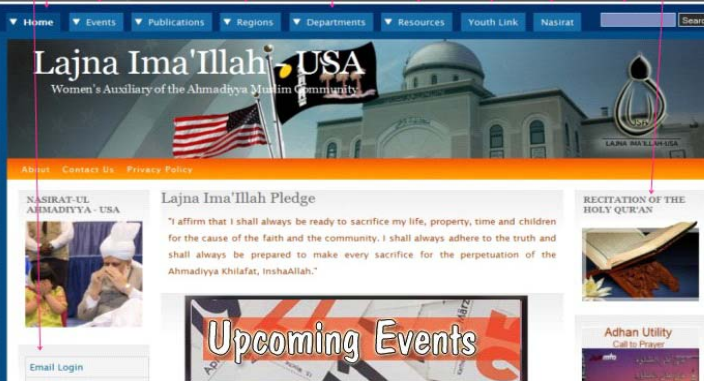 ▼ Home ▼ Events ▼ Publications ▼ Regions ▼ Departments ▼ Resources Youth Link Nasirat Searc
Lajna Ima'Illah - USA
Women's Auxiliary of the Ahmadiyya Muslim Community
LAJNA IMA'ILLAH-USA
About Contact Us Privacy Policy
NASIRAT-UL
AHMADIYYA - USA
Lajna Ima'Illah Pledge
"I affirm that I shall always be ready to sacrifice my life, property, time and children
for the cause of the faith and the community. I shall always adhere to the truth and
shall always be prepared to make every sacrifice for the perpetuation of the
Ahmadiyya Khilafat, InshaAllah."
RECITATION OF THE
HOLY QUR'AN
Upcoming Events
März
Email Login
Adhan Utility
Call to Prayer